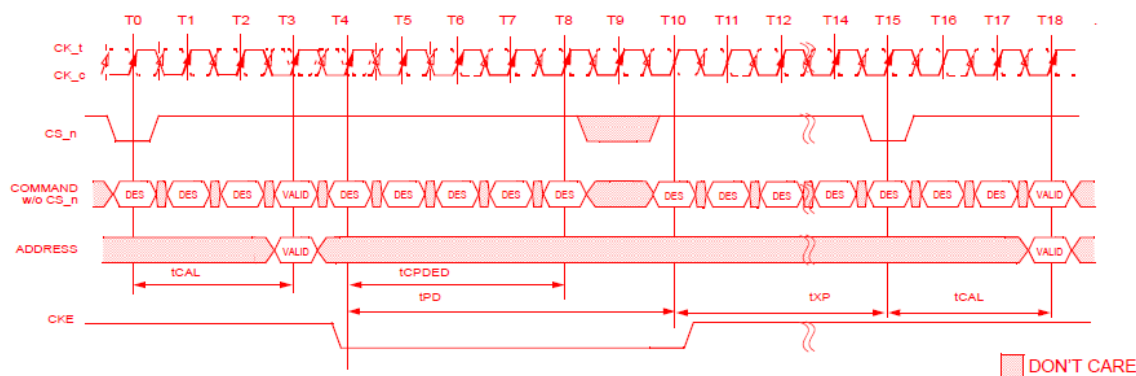 T0 T1 T2 T3 T4 T5 T6 T7 T8 T9 T10 T11 T12 T14 T15 T16 T17 T18
CK_t
CK_c
CS_n
COMMAND
w/o CS_n
DES DES DES VALID DES DES DES DES DES DES DES DES DES DES DES DES VALID
ADDRESS
VALID VALID
tCAL tCPDED
tPD tXP tCAL
CKE
DON'T CARE